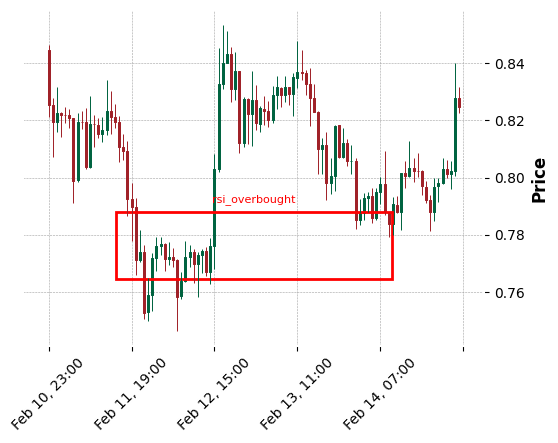 0.84
0.82
0.80
0.78
0.76
Price
rsi_overbought
Feb 10, 23:00
Feb 11, 19:00
Feb 12, 15:00
Feb 13, 11:00
Feb 14, 07:00